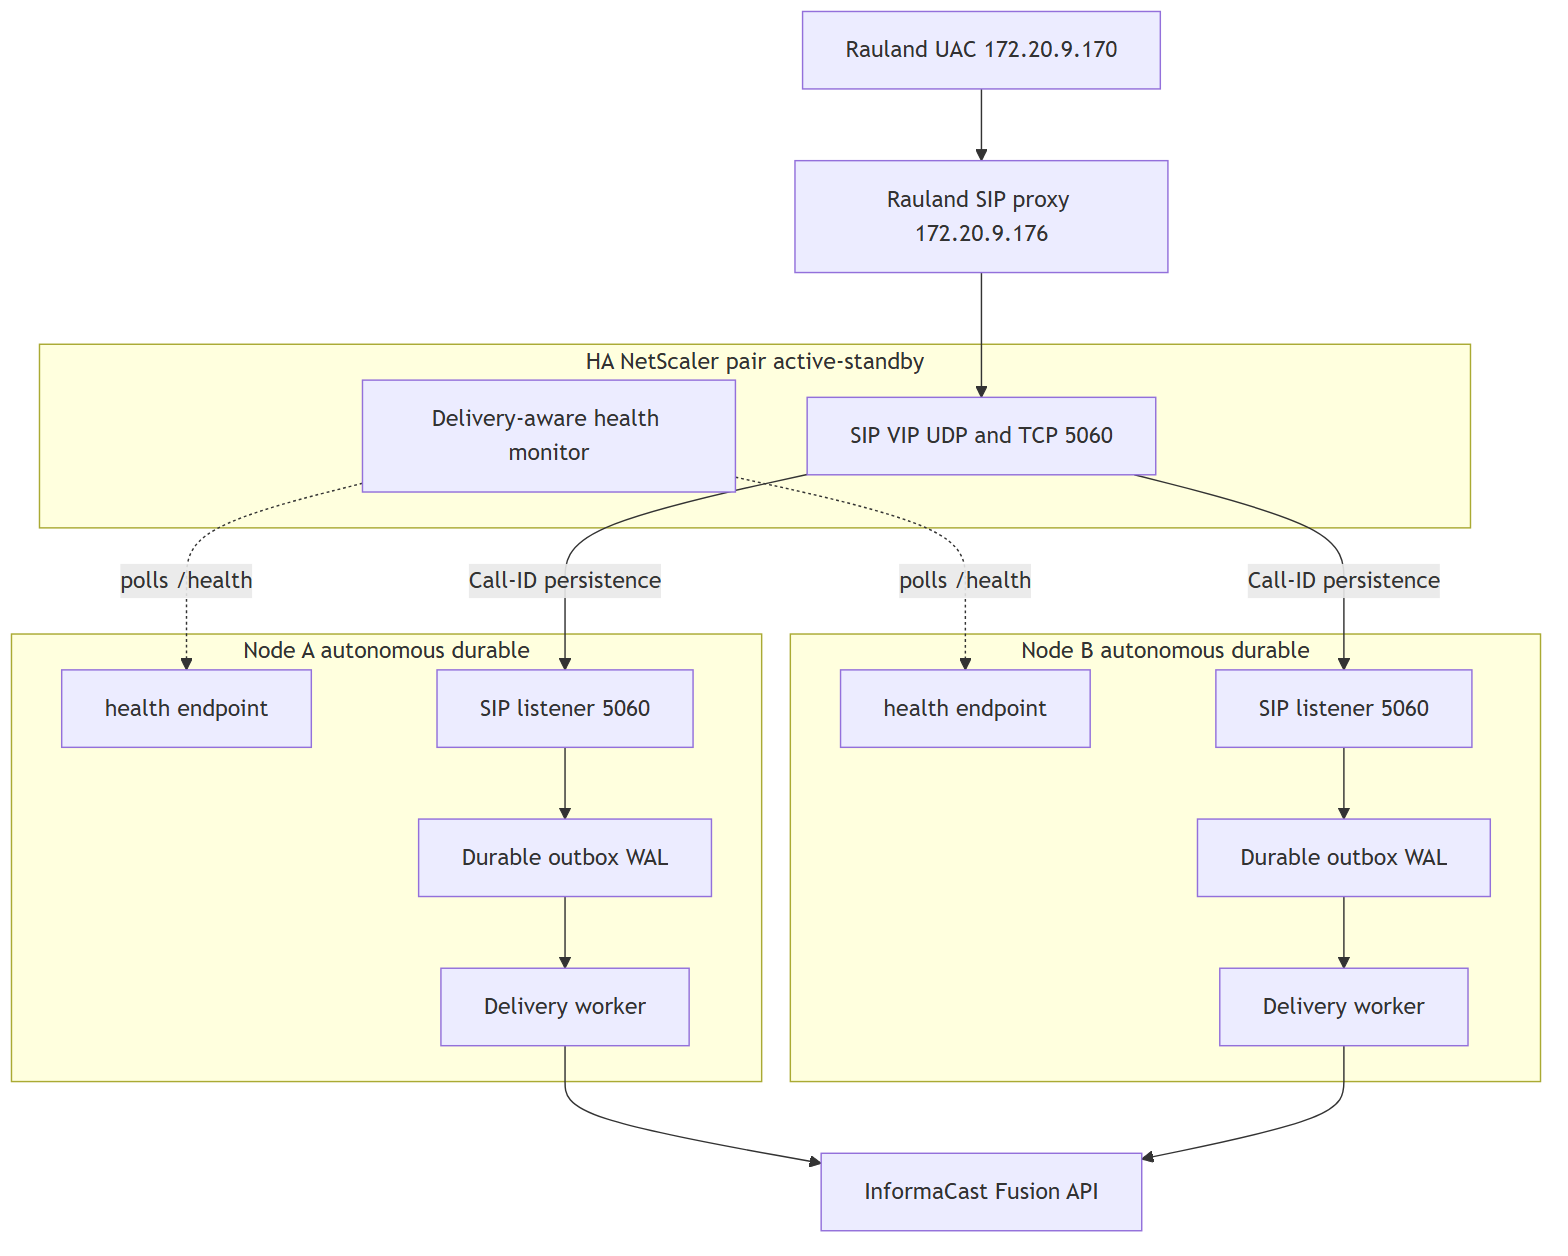 Rauland UAC 172.20.9.170
Rauland SIP proxy
172.20.9.176
HA NetScaler pair active-standby
Delivery-aware health
monitor
SIP VIP UDP and TCP 5060
polls /health
Call-ID persistence
polls /health
Call-ID persistence
Node A autonomous durable
Node B autonomous durable
health endpoint
SIP listener 5060
health endpoint
SIP listener 5060
Durable outbox WAL
Durable outbox WAL
Delivery worker
Delivery worker
InformaCast Fusion API